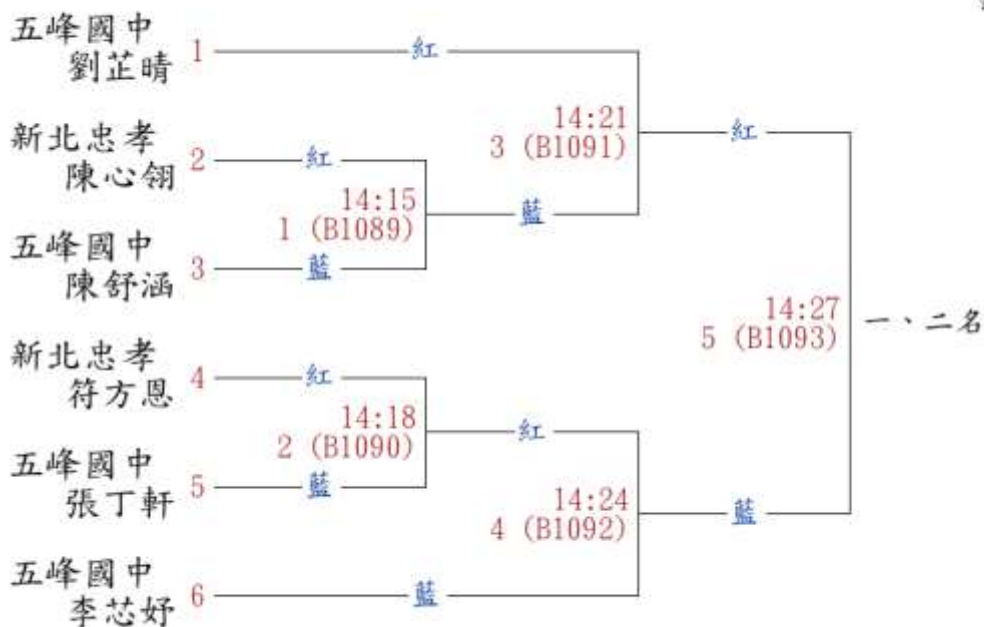 五峰國中
劉芷晴
1
紅
14:21
3 (B1091)
紅
新北忠孝
陳心翎
2
紅
14:15
1 (B1089)
藍
五峰國中
陳舒涵
3
藍
14:27
5 (B1093)
一、二名
新北忠孝
符方恩
4
紅
14:18
2 (B1090)
紅
五峰國中
張丁軒
5
藍
14:24
4 (B1092)
藍
五峰國中
李芯妤
6
藍